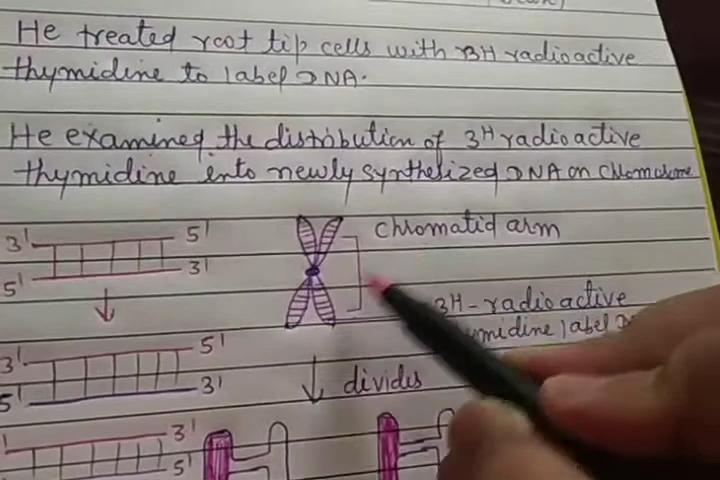 He treated root tip cells with 3H radioactive
thymidine to label DNA.
He examined the distribution of 3H radioactive
thymidine into newly synthesized DNA on chromosome
3' 5'
5' 3'
chromatid arm
3H-radioactive
label
3' 5'
5' 3'
divides
3'
5'